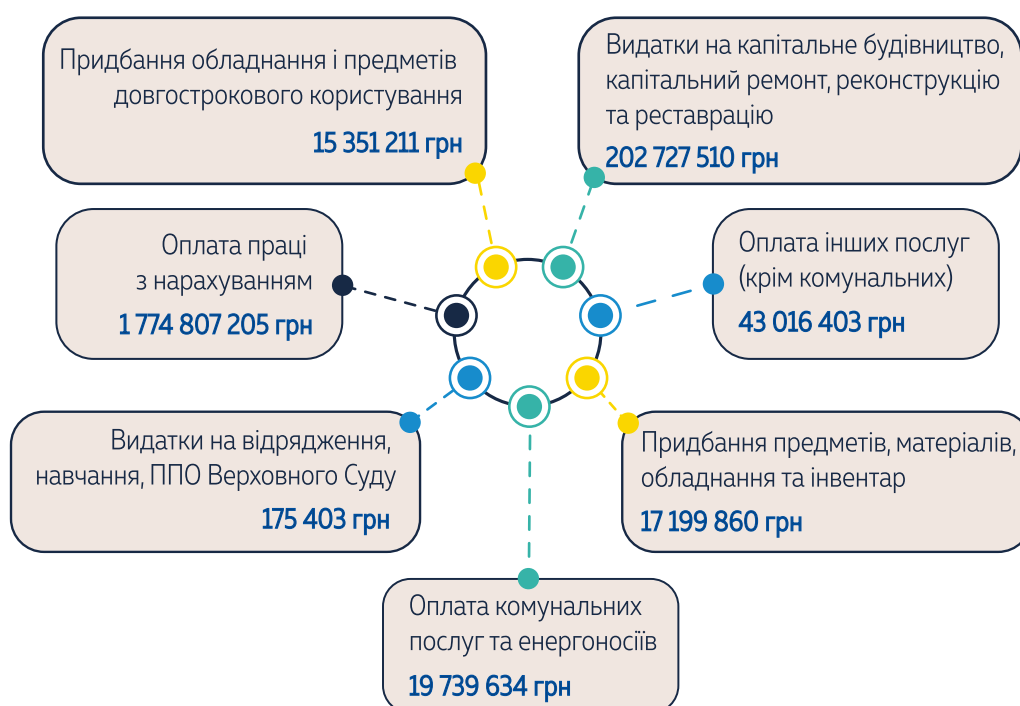 Придбання обладнання і предметів
довгострокового користування
15 351 211 грн
Видатки на капітальне будівництво,
капітальний ремонт, реконструкцію
та реставрацію
202 727 510 грн
Оплата праці
з нарахуванням
1 774 807 205 грн
Оплата інших послуг
(крім комунальних)
43 016 403 грн
Видатки на відрядження,
навчання, ППО Верховного Суду
175 403 грн
Придбання предметів, матеріалів,
обладнання та інвентар
17 199 860 грн
Оплата комунальних
послуг та енергоносіїв
19 739 634 грн